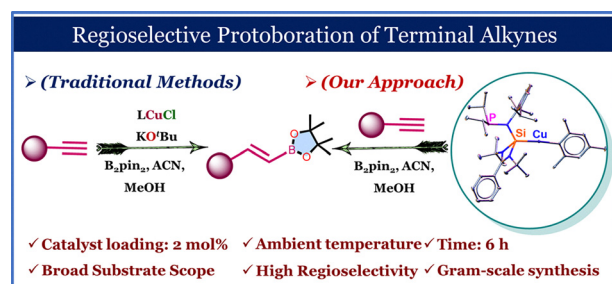 Regioselective Protoboration of Terminal Alkynes
➢ (Traditional Methods)
➢ (Our Approach)
LCuCl
KOᵗBu
B₂pin₂, ACN,
MeOH
O
B
O
B₂pin₂, ACN,
MeOH
P
N
Si
Cu
✓ Catalyst loading: 2 mol%
✓ Ambient temperature
✓ Time: 6 h
✓ Broad Substrate Scope
✓ High Regioselectivity
✓ Gram-scale synthesis